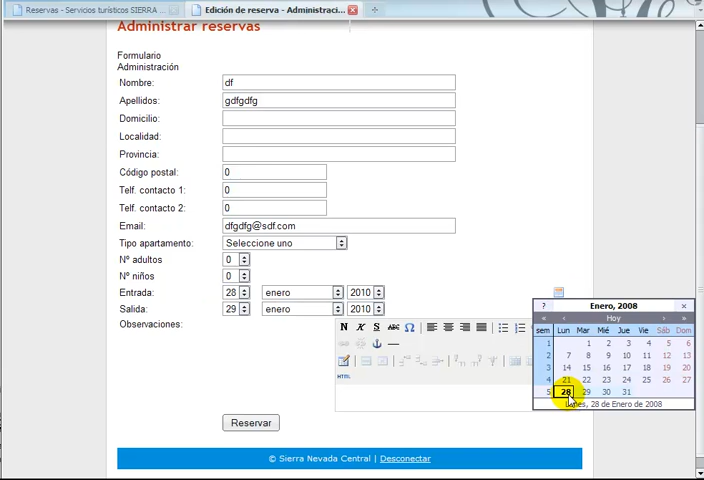 Reservas - Servicios turísticos SIERRA ...
Edición de reserva - Administraci...
Administrar reservas
Formulario
Administración
Nombre: df
Apellidos: gdfgdfg
Domicilio:
Localidad:
Provincia:
Código postal: 0
Telf. contacto 1: 0
Telf. contacto 2: 0
Email: dfgdfg@sdf.com
Tipo apartamento: Seleccione uno
Nº adultos 0
Nº niños 0
Entrada: 28 enero 2010
Salida: 29 enero 2010
Observaciones:
N K S ABC Ω
HTML
? Enero, 2008 ×
« ‹ Hoy › »
sem Lun Mar Mié Jue Vie Sáb Dom
1 1 2 3 4 5 6
2 7 8 9 10 11 12 13
3 14 15 16 17 18 19 20
4 21 22 23 24 25 26 27
5 28 29 30 31
Lunes, 28 de Enero de 2008
Reservar
© Sierra Nevada Central | Desconectar